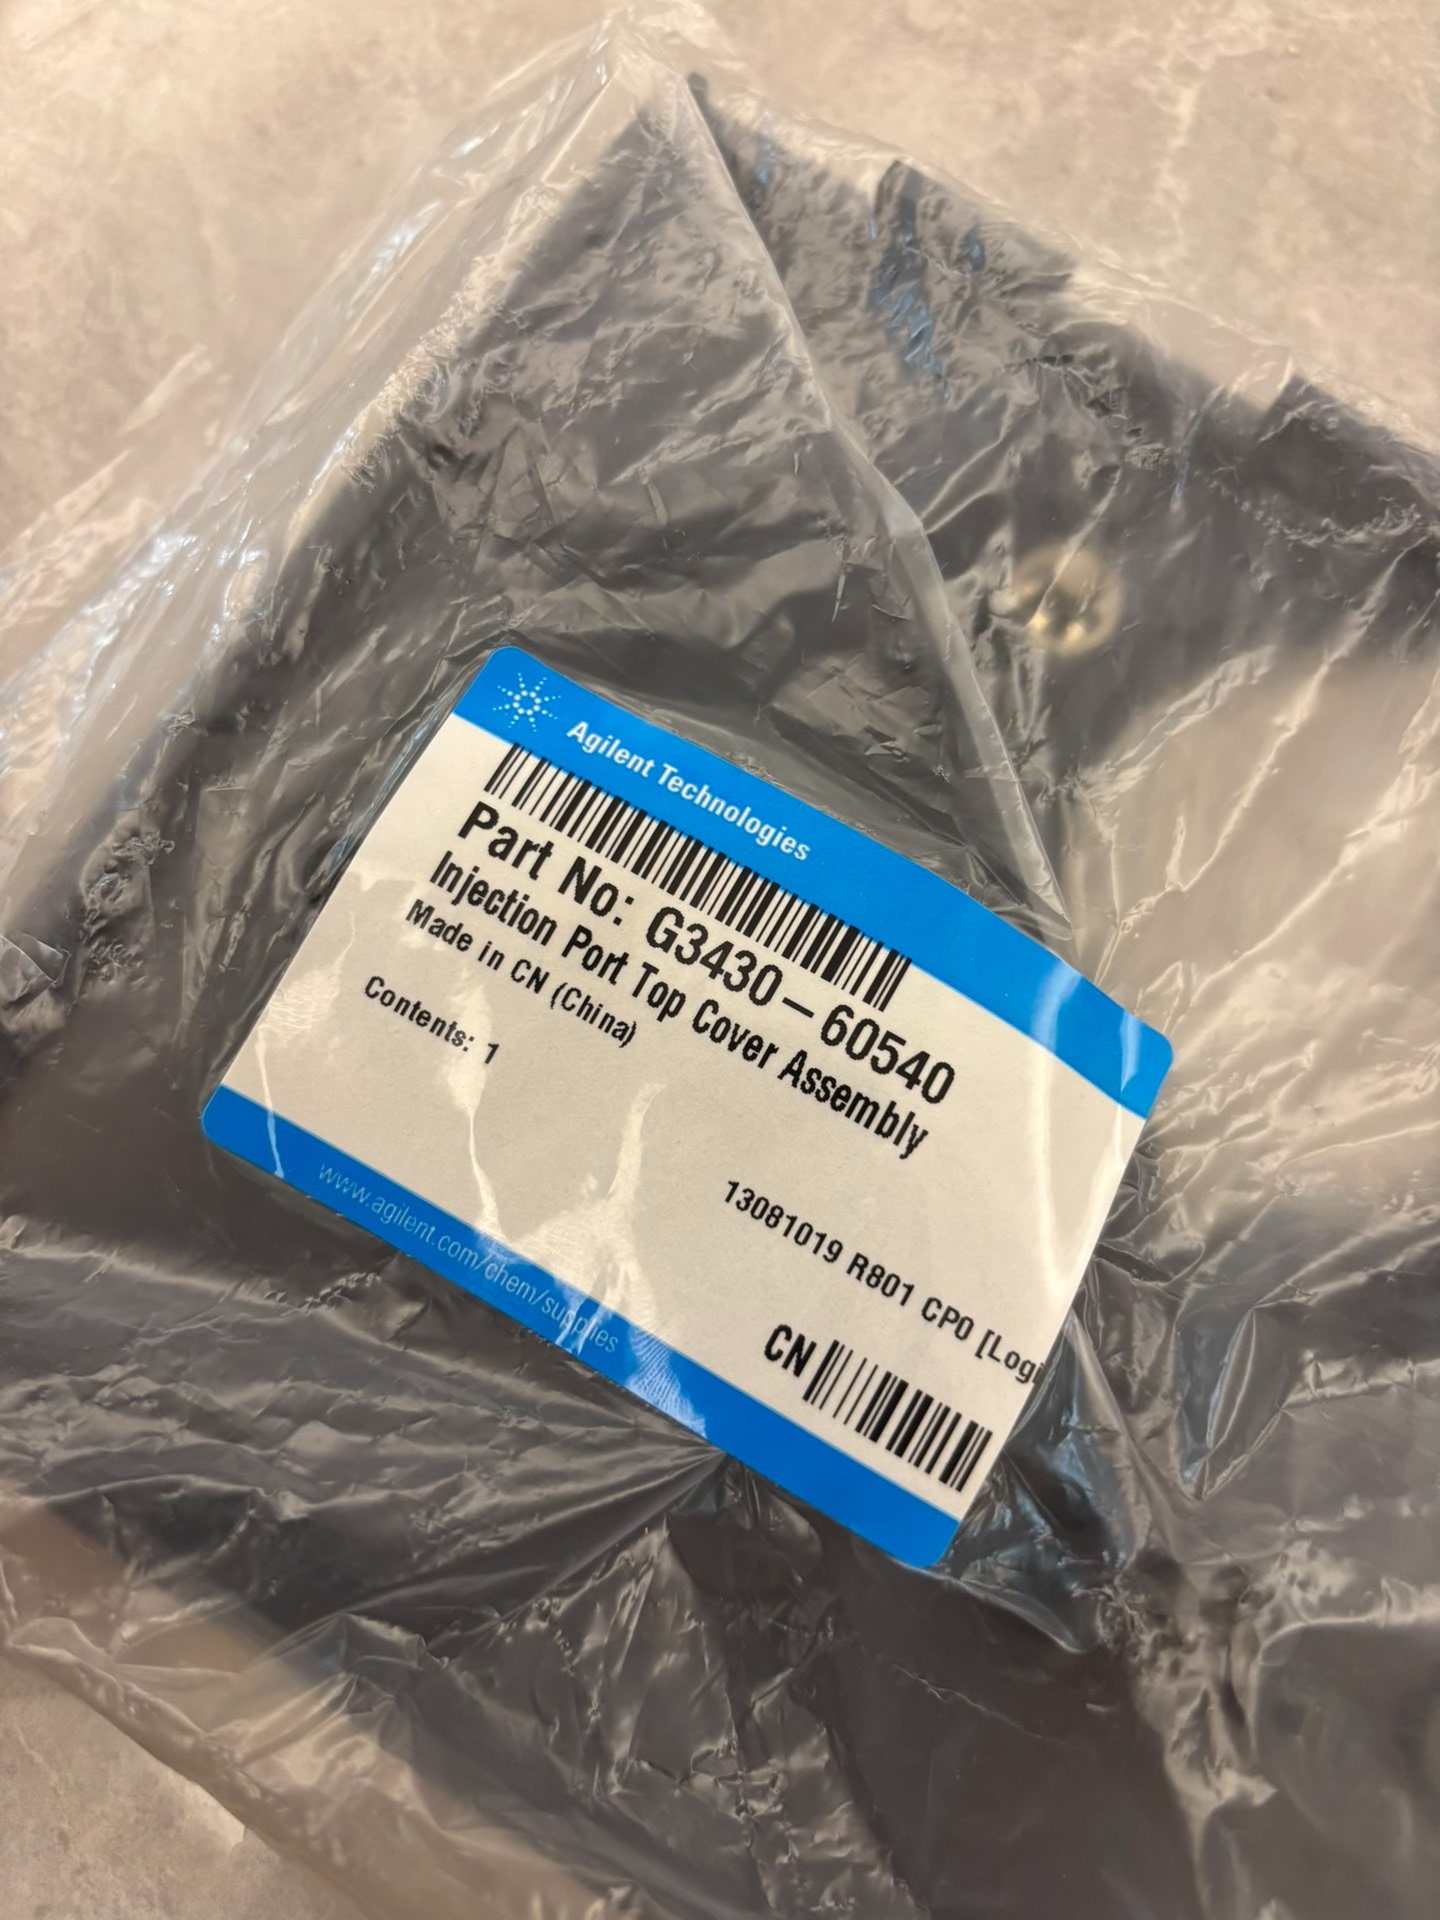 Agilent Technologies
Part No: G3430-60540
Injection Port Top Cover Assembly
Made in CN (China)
Contents: 1
13081019 R801 CP0 [Logi
CN
www.agilent.com/chem/supplies